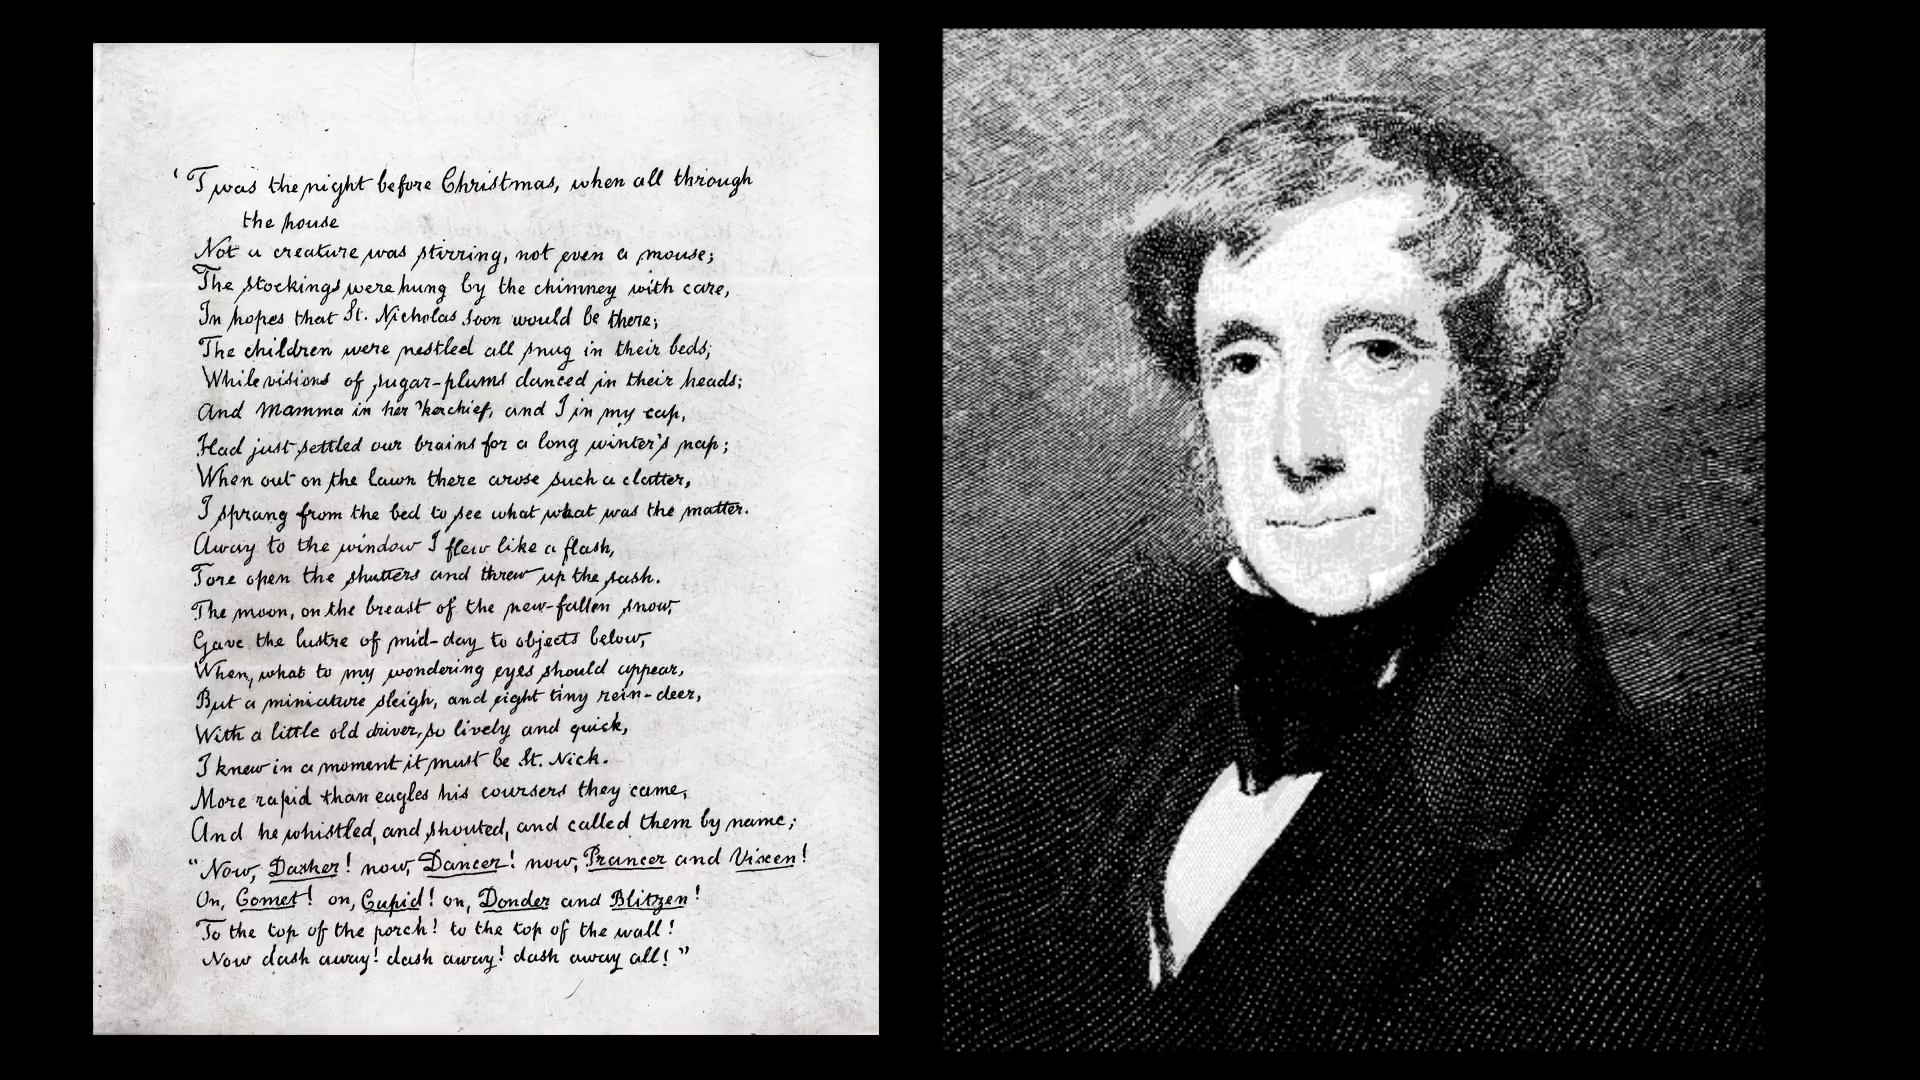 'Twas the night before Christmas, when all through
the house
Not a creature was stirring, not even a mouse;
The stockings were hung by the chimney with care,
In hopes that St. Nicholas soon would be there;
The children were nestled all snug in their beds;
While visions of sugar-plums danced in their heads;
And Mamma in her 'kerchief, and I in my cap,
Had just settled our brains for a long winter's nap;
When out on the lawn there arose such a clatter,
I sprang from the bed to see what what was the matter.
Away to the window I flew like a flash,
Tore open the shutters and threw up the sash.
The moon, on the breast of the new-fallen snow,
Gave the lustre of mid-day to objects below,
When, what to my wondering eyes should appear,
But a miniature sleigh, and eight tiny rein-deer,
With a little old driver, so lively and quick,
I knew in a moment it must be St. Nick.
More rapid than eagles his coursers they came,
And he whistled, and shouted, and called them by name;
"Now, Dasher! now, Dancer! now, Prancer and Vixen!
On, Comet! on, Cupid! on, Donder and Blitzen!
To the top of the porch! to the top of the wall!
Now dash away! dash away! dash away all!"